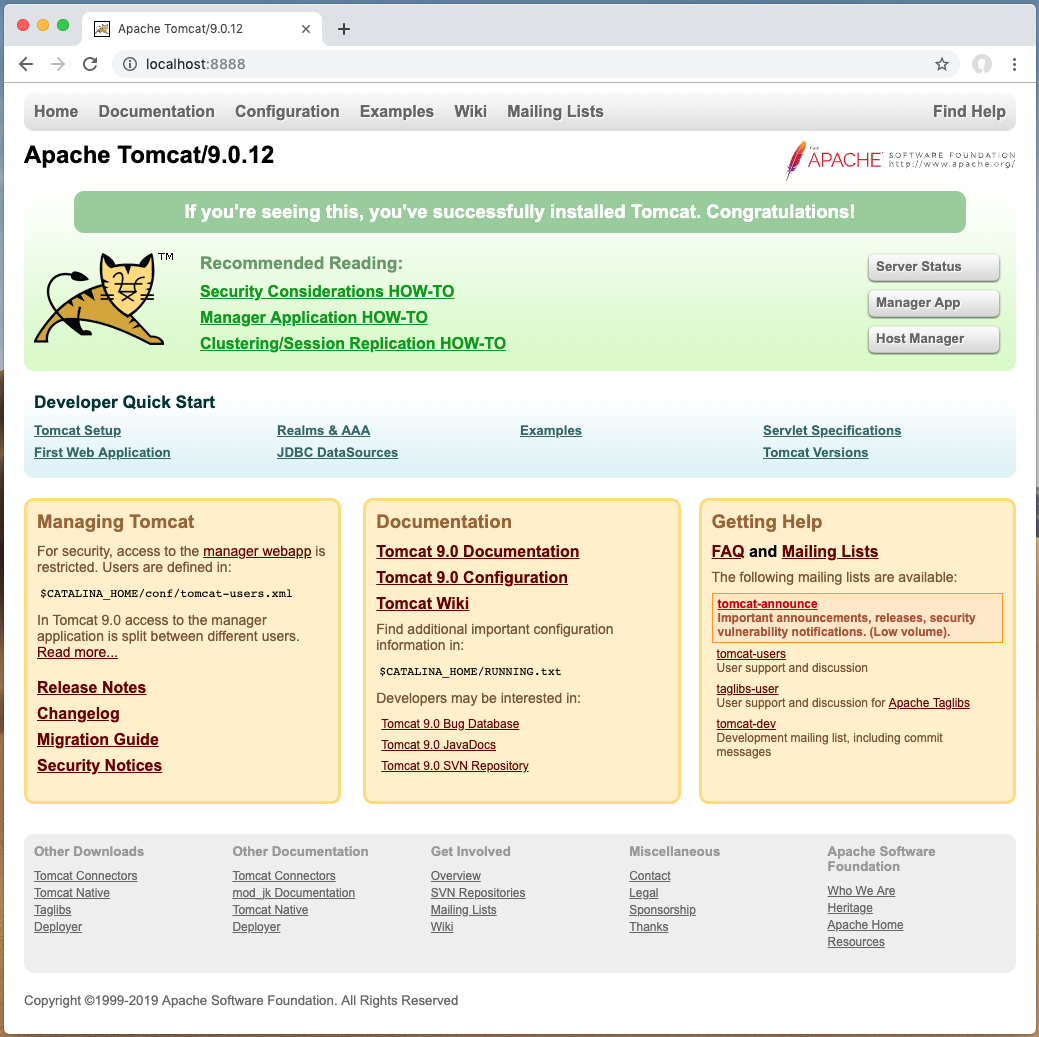 Apache Tomcat/9.0.12
localhost:8888
Home Documentation Configuration Examples Wiki Mailing Lists Find Help
Apache Tomcat/9.0.12
THE APACHE SOFTWARE FOUNDATION
http://www.apache.org/
If you're seeing this, you've successfully installed Tomcat. Congratulations!
TM
Recommended Reading:
Security Considerations HOW-TO
Manager Application HOW-TO
Clustering/Session Replication HOW-TO
Server Status
Manager App
Host Manager
Developer Quick Start
Tomcat Setup
First Web Application
Realms & AAA
JDBC DataSources
Examples
Servlet Specifications
Tomcat Versions
Managing Tomcat
For security, access to the manager webapp is
restricted. Users are defined in:
$CATALINA_HOME/conf/tomcat-users.xml
In Tomcat 9.0 access to the manager
application is split between different users.
Read more...
Release Notes
Changelog
Migration Guide
Security Notices
Documentation
Tomcat 9.0 Documentation
Tomcat 9.0 Configuration
Tomcat Wiki
Find additional important configuration
information in:
$CATALINA_HOME/RUNNING.txt
Developers may be interested in:
Tomcat 9.0 Bug Database
Tomcat 9.0 JavaDocs
Tomcat 9.0 SVN Repository
Getting Help
FAQ and Mailing Lists
The following mailing lists are available:
tomcat-announce
Important announcements, releases, security
vulnerability notifications. (Low volume).
tomcat-users
User support and discussion
taglibs-user
User support and discussion for Apache Taglibs
tomcat-dev
Development mailing list, including commit
messages
Other Downloads
Tomcat Connectors
Tomcat Native
Taglibs
Deployer
Other Documentation
Tomcat Connectors
mod_jk Documentation
Tomcat Native
Deployer
Get Involved
Overview
SVN Repositories
Mailing Lists
Wiki
Miscellaneous
Contact
Legal
Sponsorship
Thanks
Apache Software
Foundation
Who We Are
Heritage
Apache Home
Resources
Copyright ©1999-2019 Apache Software Foundation. All Rights Reserved